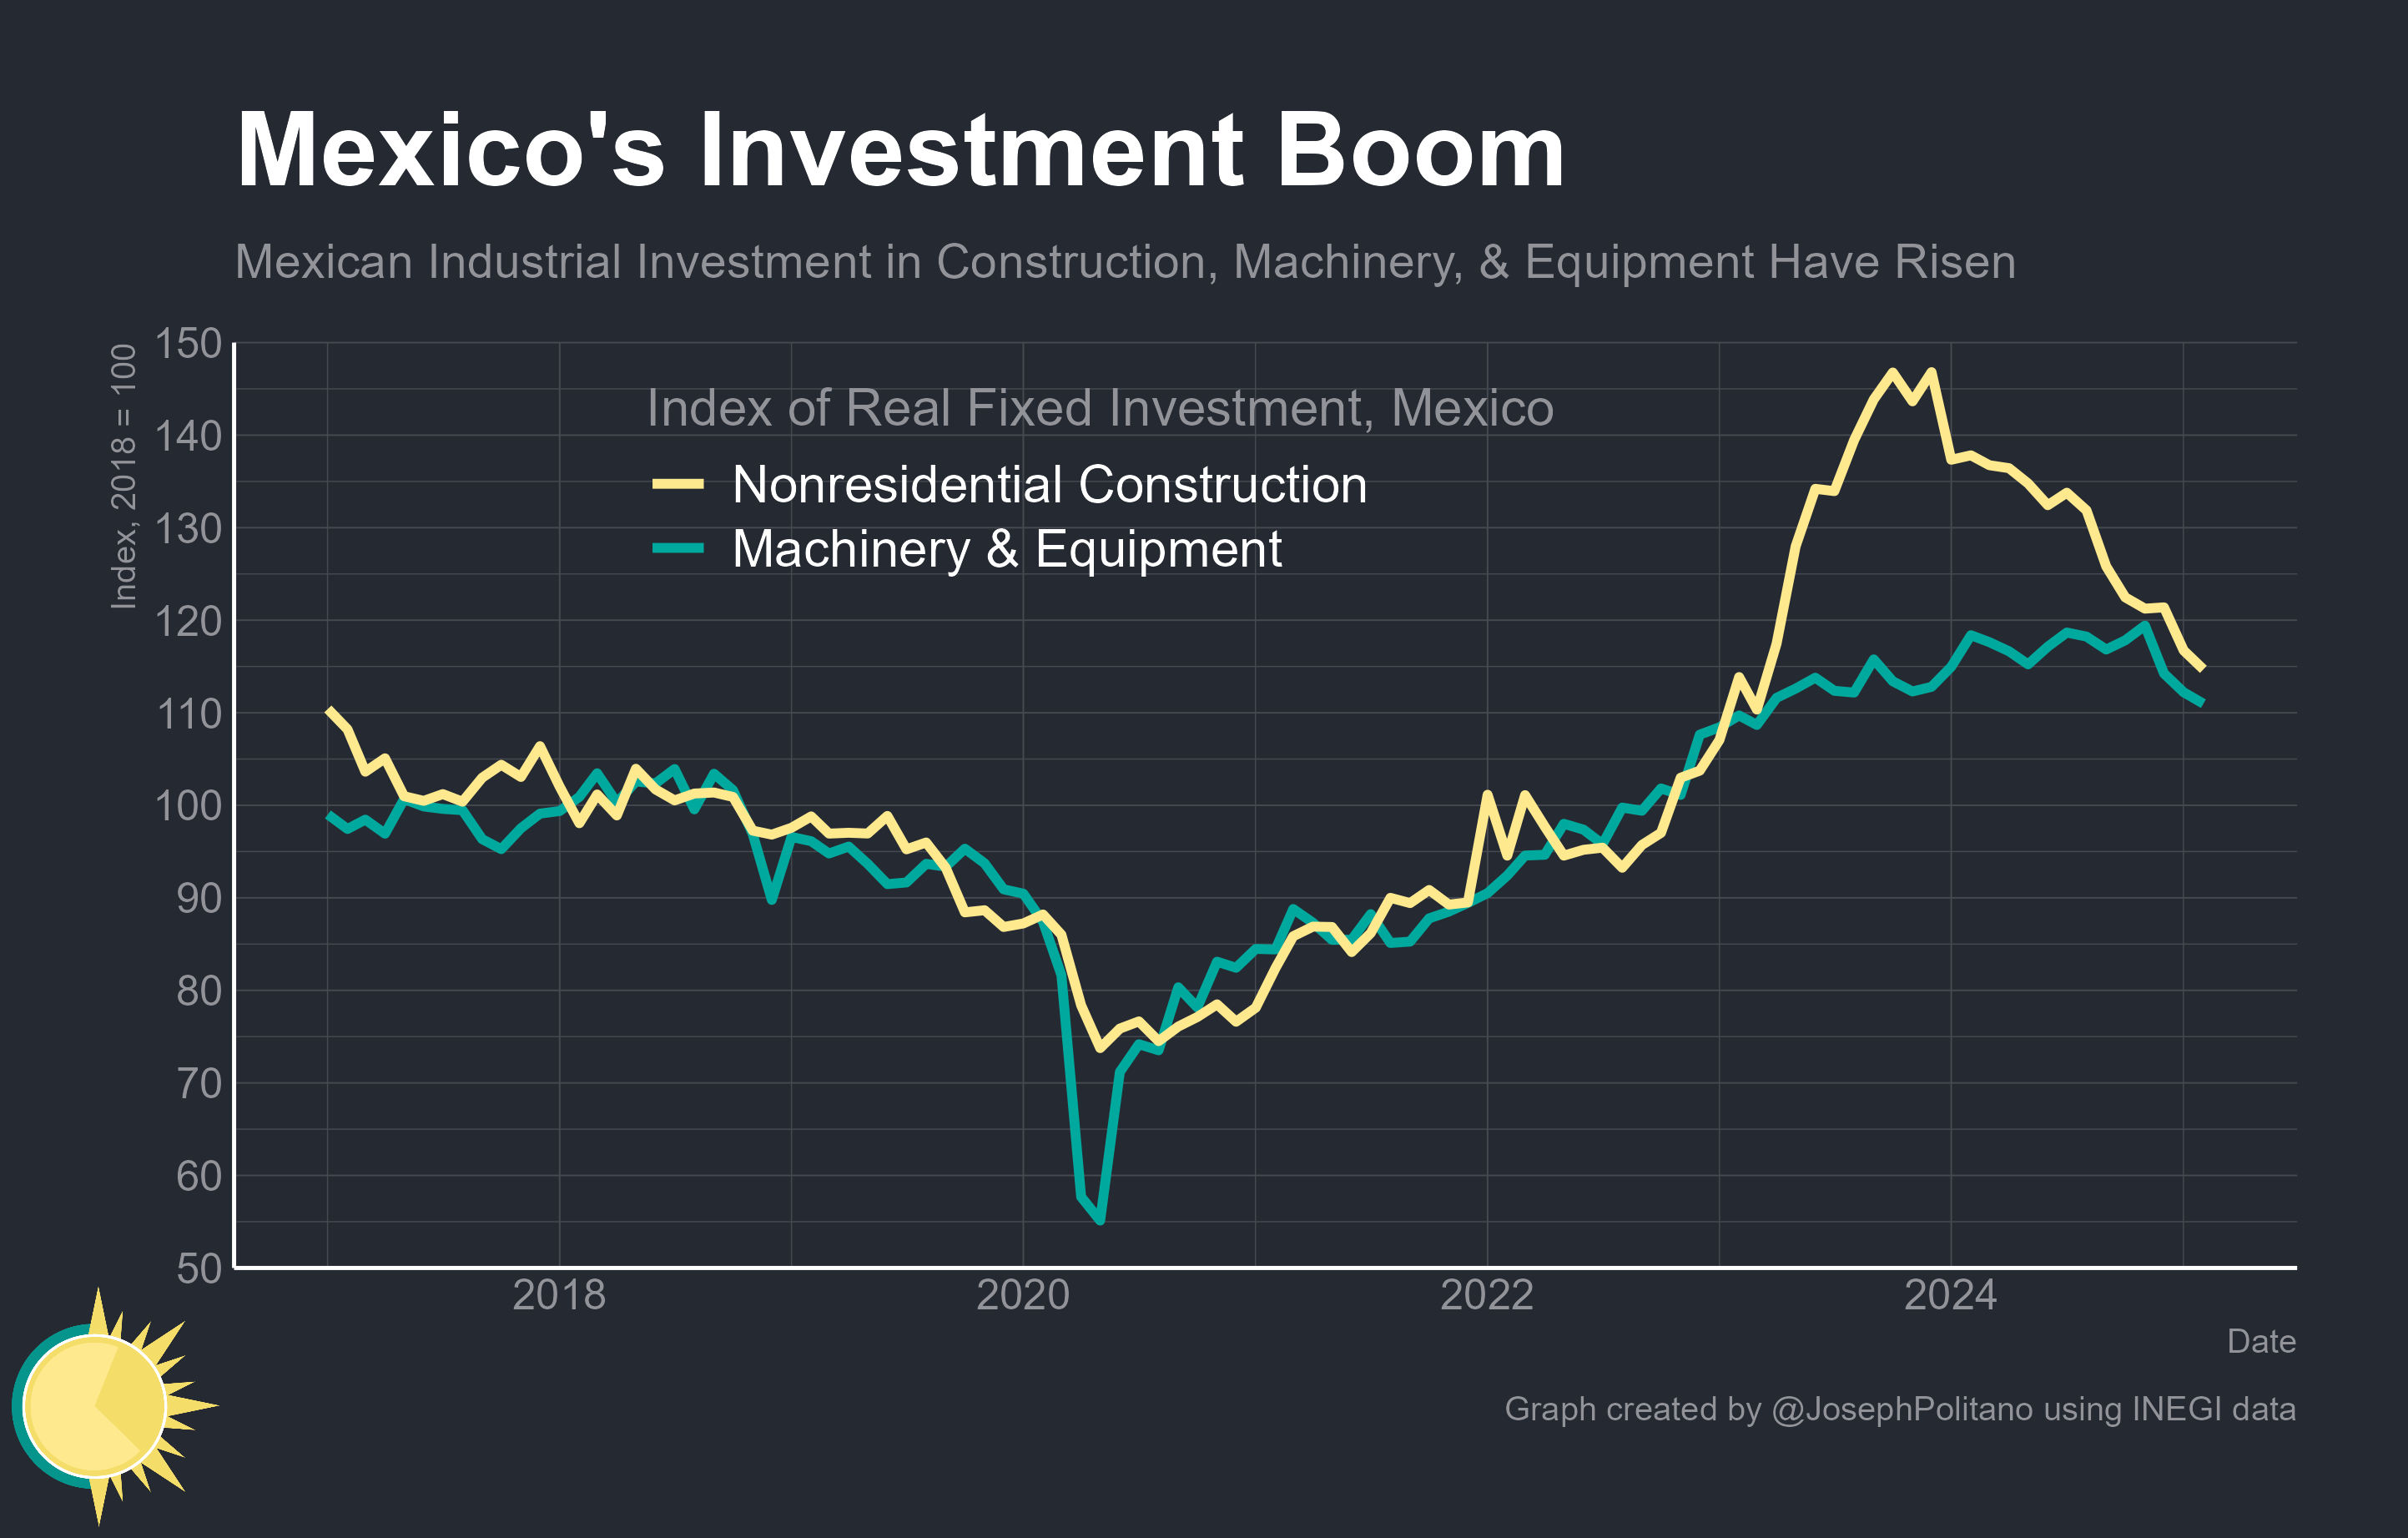 Mexico's Investment Boom
Mexican Industrial Investment in Construction, Machinery, & Equipment Have Risen
Index, 2018 = 100
150
140
130
120
110
100
90
80
70
60
50
Index of Real Fixed Investment, Mexico
Nonresidential Construction
Machinery & Equipment
2018
2020
2022
2024
Date
Graph created by @JosephPolitano using INEGI data